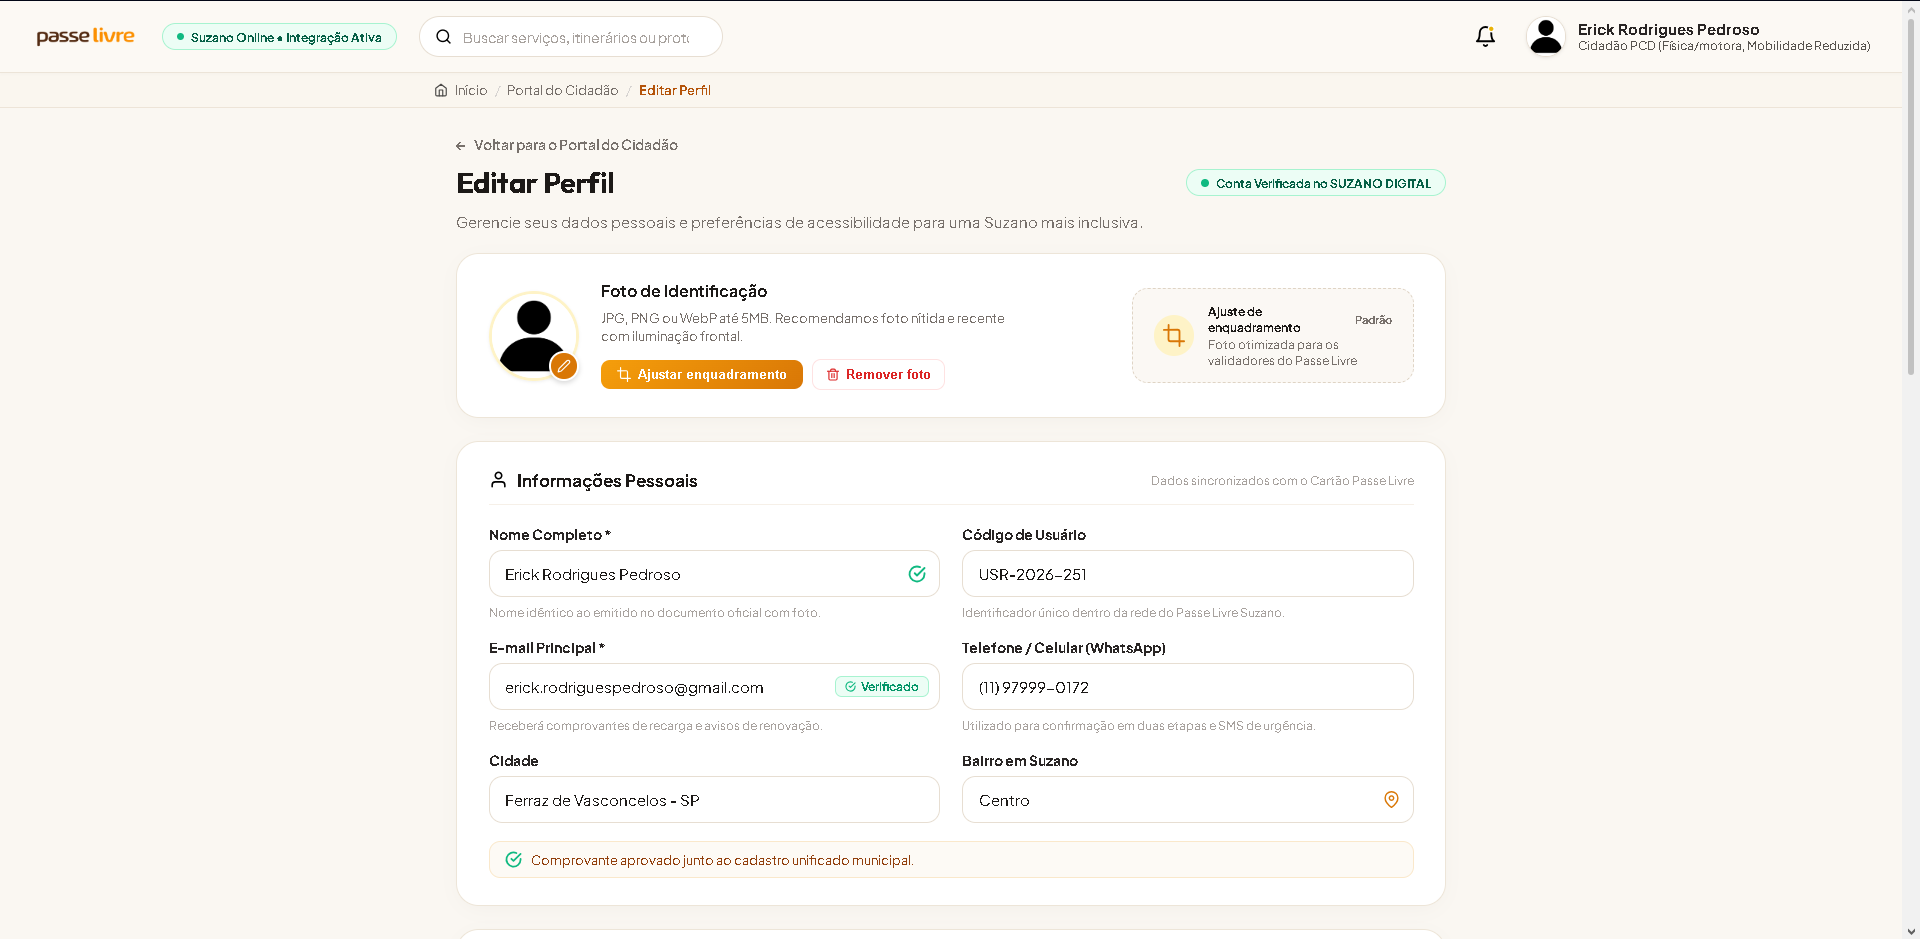 passe livre
Suzano Online • Integração Ativa
Buscar serviços, itinerários ou proto
Erick Rodrigues Pedroso
Cidadão PCD (Física/motora, Mobilidade Reduzida)
Início / Portal do Cidadão / Editar Perfil
← Voltar para o Portal do Cidadão
Editar Perfil
Conta Verificada no SUZANO DIGITAL
Gerencie seus dados pessoais e preferências de acessibilidade para uma Suzano mais inclusiva.
Foto de Identificação
JPG, PNG ou WebP até 5MB. Recomendamos foto nítida e recente
com iluminação frontal.
Ajustar enquadramento
Remover foto
Ajuste de
enquadramento
Padrão
Foto otimizada para os
validadores do Passe Livre
Informações Pessoais
Dados sincronizados com o Cartão Passe Livre
Nome Completo *
Erick Rodrigues Pedroso
Nome idêntico ao emitido no documento oficial com foto.
Código de Usuário
USR-2026-251
Identificador único dentro da rede do Passe Livre Suzano.
E-mail Principal *
erick.rodriguespedroso@gmail.com
Verificado
Receberá comprovantes de recarga e avisos de renovação.
Telefone / Celular (WhatsApp)
(11) 97999-0172
Utilizado para confirmação em duas etapas e SMS de urgência.
Cidade
Ferraz de Vasconcelos - SP
Bairro em Suzano
Centro
Comprovante aprovado junto ao cadastro unificado municipal.